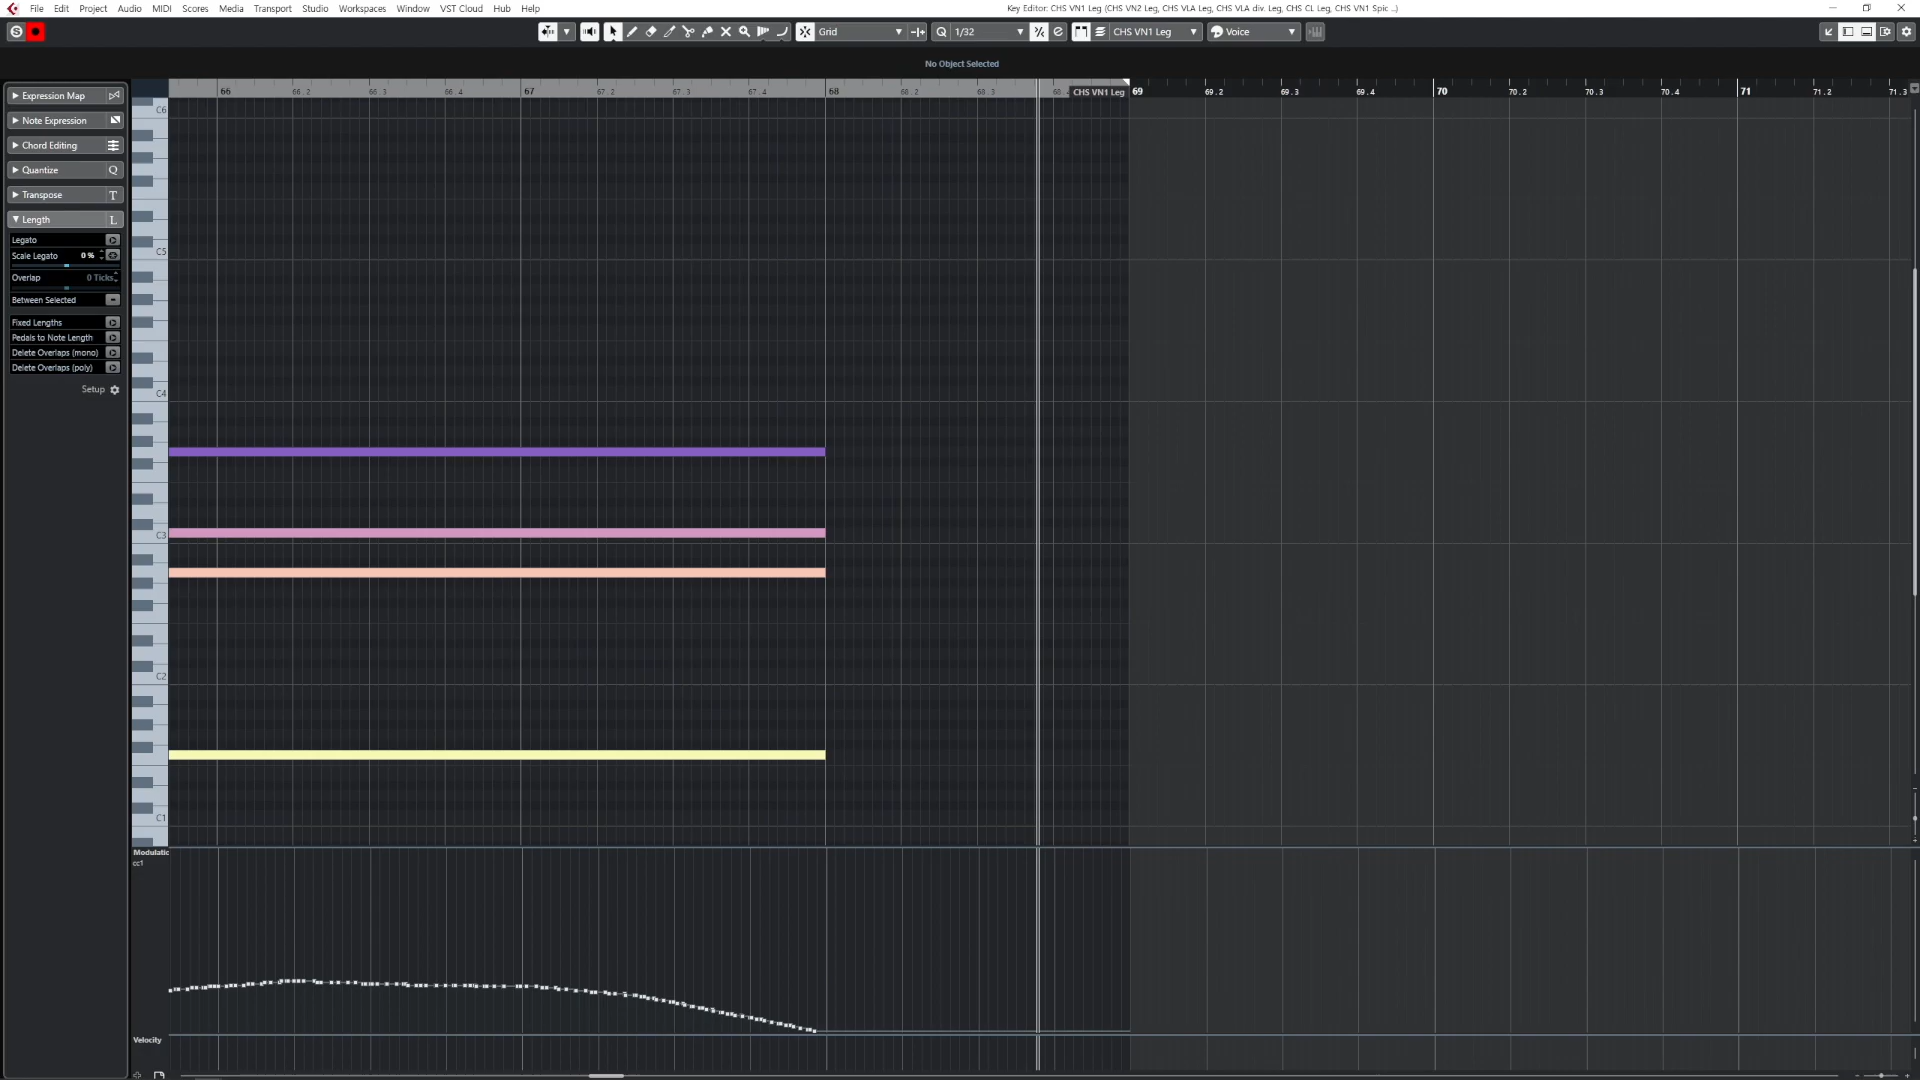 File Edit Project Audio MIDI Scores Media Transport Studio Workspaces Window VST Cloud Hub Help
Key Editor: CHS VN1 Leg (CHS VN2 Leg, CHS VLA Leg, CHS VLA div. Leg, CHS CL Leg, CHS VN1 Spic ...)
S Grid Q 1/32 CHS VN1 Leg Voice
No Object Selected
66 66.2 66.3 66.4 67 67.2 67.3 67.4 68 68.2 68.3 68. CHS VN1 Leg 69 69.2 69.3 69.4 70 70.2 70.3 70.4 71 71.2 71.3
Expression Map
Note Expression
Chord Editing
Quantize Q
Transpose T
Length L
Legato
Scale Legato 0 %
Overlap 0 Ticks
Between Selected
Fixed Lengths
Pedals to Note Length
Delete Overlaps (mono)
Delete Overlaps (poly)
Setup
C6
C5
C4
C3
C2
C1
Modulatic
cc1
Velocity